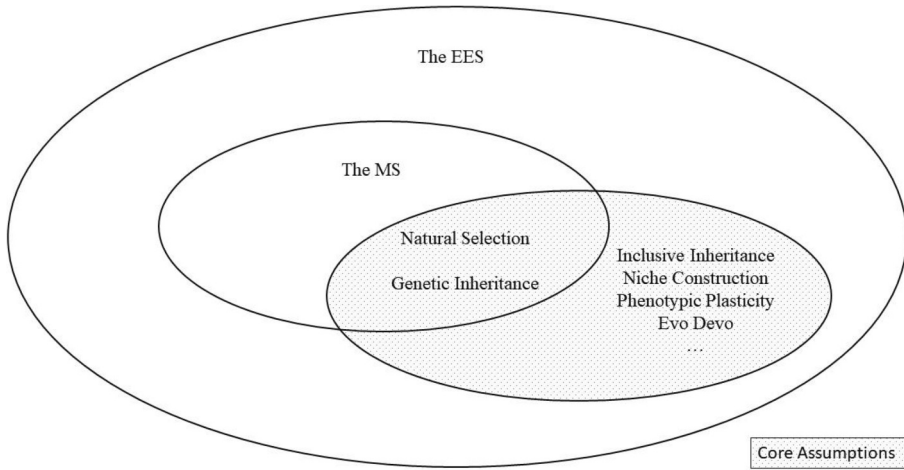 The EES
The MS
Natural Selection
Genetic Inheritance
Inclusive Inheritance
Niche Construction
Phenotypic Plasticity
Evo Devo
…
Core Assumptions